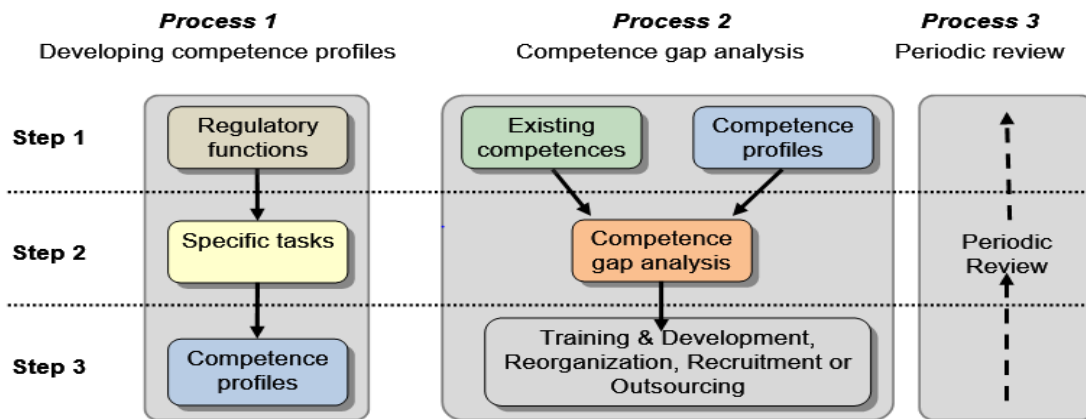 Process 1
Developing competence profiles
Process 2
Competence gap analysis
Process 3
Periodic review
Step 1
Regulatory
functions
Existing
competences
Competence
profiles
Step 2
Specific tasks
Competence
gap analysis
Periodic
Review
Step 3
Competence
profiles
Training & Development,
Reorganization, Recruitment or
Outsourcing